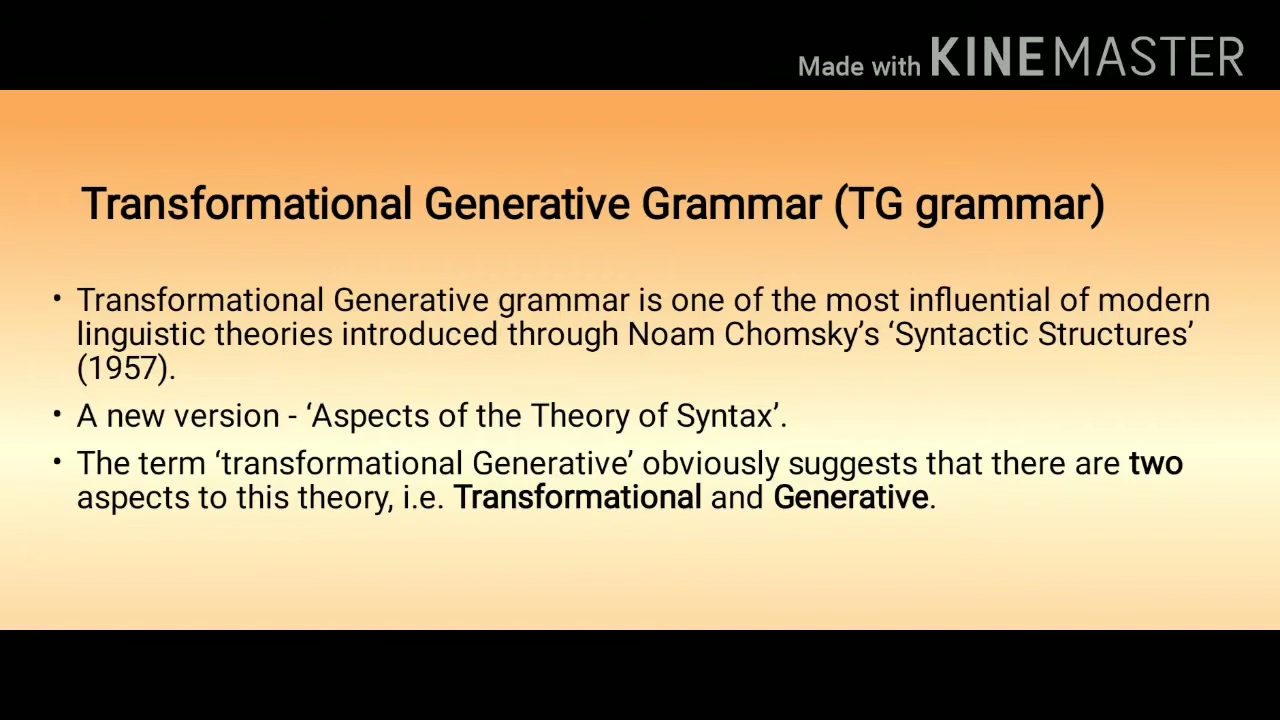 Made with KINEMASTER
Transformational Generative Grammar (TG grammar)
• Transformational Generative grammar is one of the most influential of modern
linguistic theories introduced through Noam Chomsky’s ‘Syntactic Structures’
(1957).
• A new version - ‘Aspects of the Theory of Syntax’.
• The term ‘transformational Generative’ obviously suggests that there are two
aspects to this theory, i.e. Transformational and Generative.